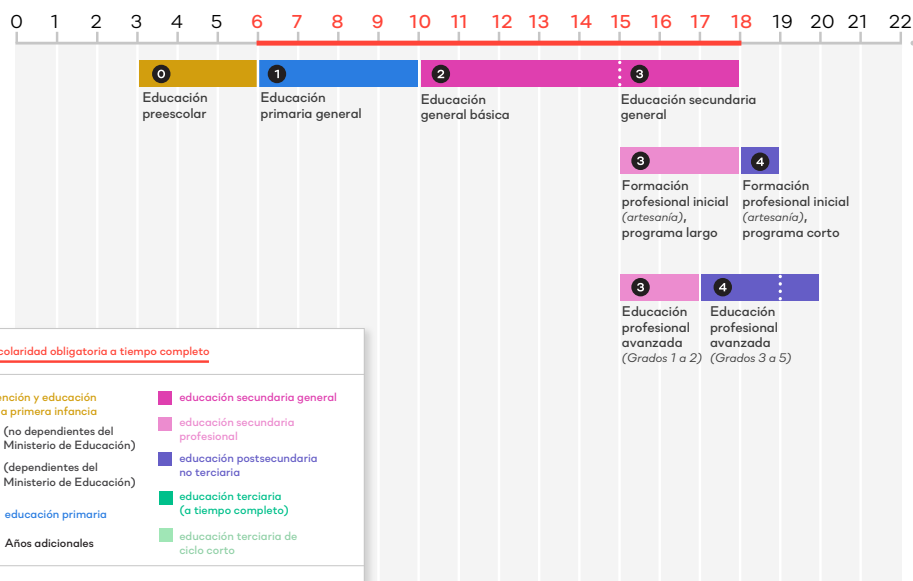 0 1 2 3 4 5 6 7 8 9 10 11 12 13 14 15 16 17 18 19 20 21 22
0 1 2 3
Educación
preescolar
Educación
primaria general
Educación
general básica
Educación secundaria
general
3 4
Formación
profesional inicial
(artesanía),
programa largo
Formación
profesional inicial
(artesanía),
programa corto
3 4
Educación
profesional
avanzada
(Grados 1 a 2)
Educación
profesional
avanzada
(Grados 3 a 5)
colaridad obligatoria a tiempo completo
ención y educación
a primera infancia
(no dependientes del
Ministerio de Educación)
(dependientes del
Ministerio de Educación)
educación primaria
Años adicionales
educación secundaria general
educación secundaria
profesional
educación postsecundaria
no terciaria
educación terciaria
(a tiempo completo)
educación terciaria de
ciclo corto